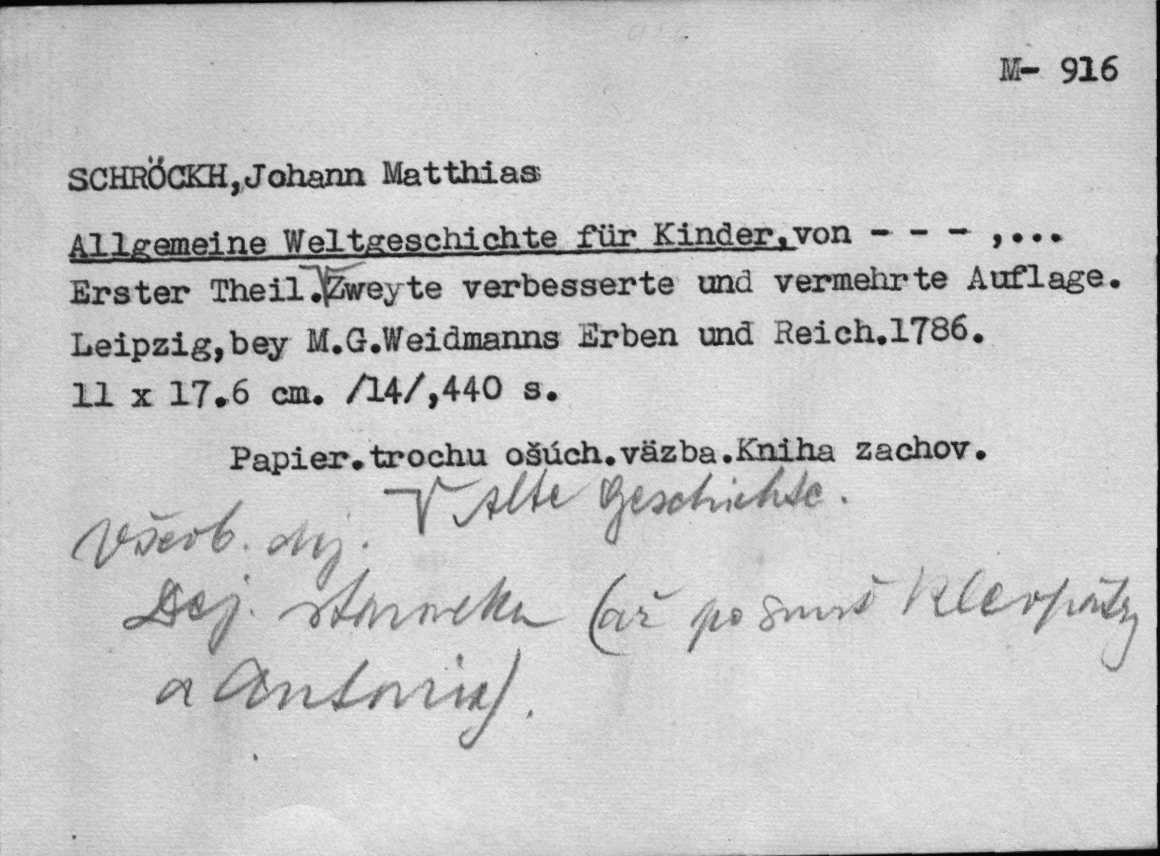 M- 916
SCHRÖCKH,Johann Matthias
Allgemeine Weltgeschichte für Kinder,von - - - ,...
Erster Theil.Zweyte verbesserte und vermehrte Auflage.
Leipzig,bey M.G.Weidmanns Erben und Reich.1786.
11 x 17.6 cm. /14/,440 s.
Papier.trochu ošúch.väzba.Kniha zachov.
Alte Geschichte.
Všeob. dej.
Dej. staroveku (až po smrť Kleopatry
a Antonia).